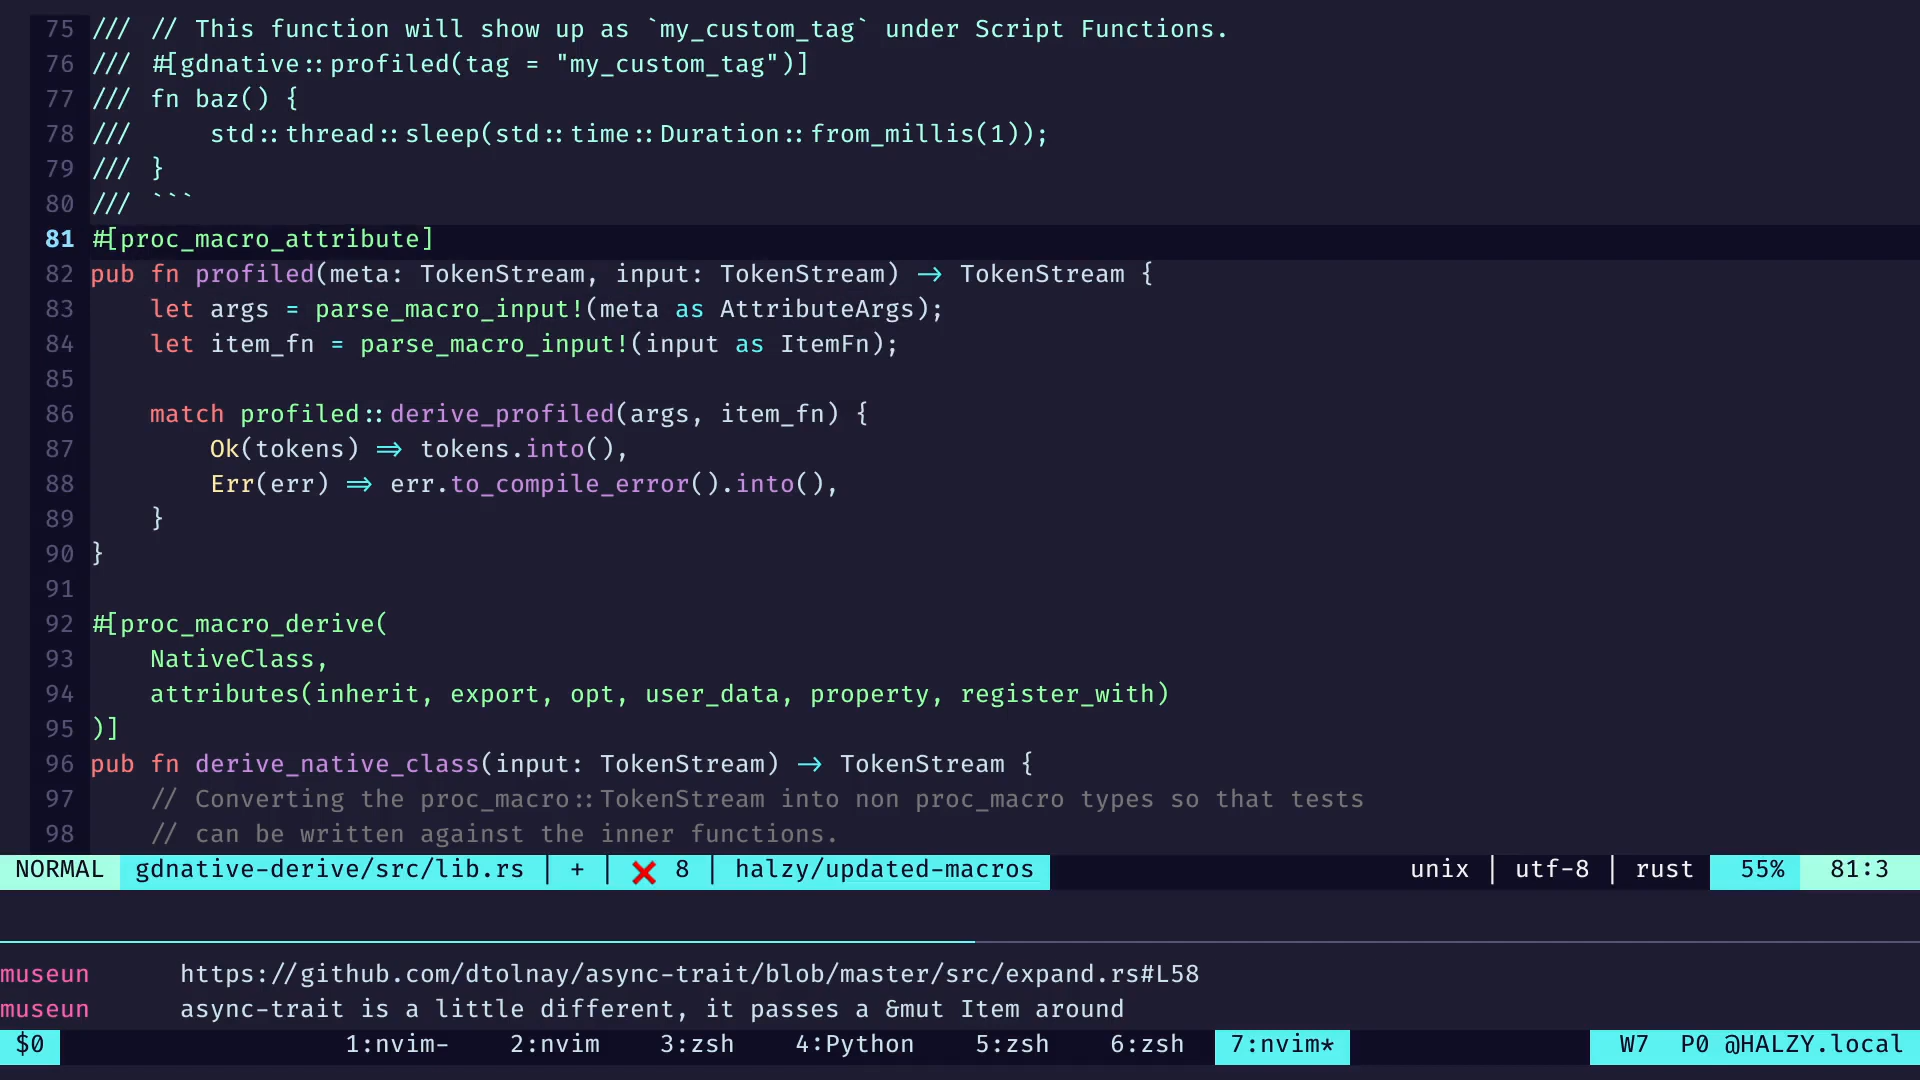 75 /// // This function will show up as `my_custom_tag` under Script Functions.
76 /// #[gdnative::profiled(tag = "my_custom_tag")]
77 /// fn baz() {
78 ///     std::thread::sleep(std::time::Duration::from_millis(1));
79 /// }
80 /// ```
81 #[proc_macro_attribute]
82 pub fn profiled(meta: TokenStream, input: TokenStream) -> TokenStream {
83     let args = parse_macro_input!(meta as AttributeArgs);
84     let item_fn = parse_macro_input!(input as ItemFn);
85
86     match profiled::derive_profiled(args, item_fn) {
87         Ok(tokens) => tokens.into(),
88         Err(err) => err.to_compile_error().into(),
89     }
90 }
91
92 #[proc_macro_derive(
93     NativeClass,
94     attributes(inherit, export, opt, user_data, property, register_with)
95 )]
96 pub fn derive_native_class(input: TokenStream) -> TokenStream {
97     // Converting the proc_macro::TokenStream into non proc_macro types so that tests
98     // can be written against the inner functions.
NORMAL gdnative-derive/src/lib.rs | + | ❌ 8 | halzy/updated-macros unix | utf-8 | rust 55% 81:3
museun https://github.com/dtolnay/async-trait/blob/master/src/expand.rs#L58
museun async-trait is a little different, it passes a &mut Item around
$0 1:nvim- 2:nvim 3:zsh 4:Python 5:zsh 6:zsh 7:nvim* W7 P0 @HALZY.local